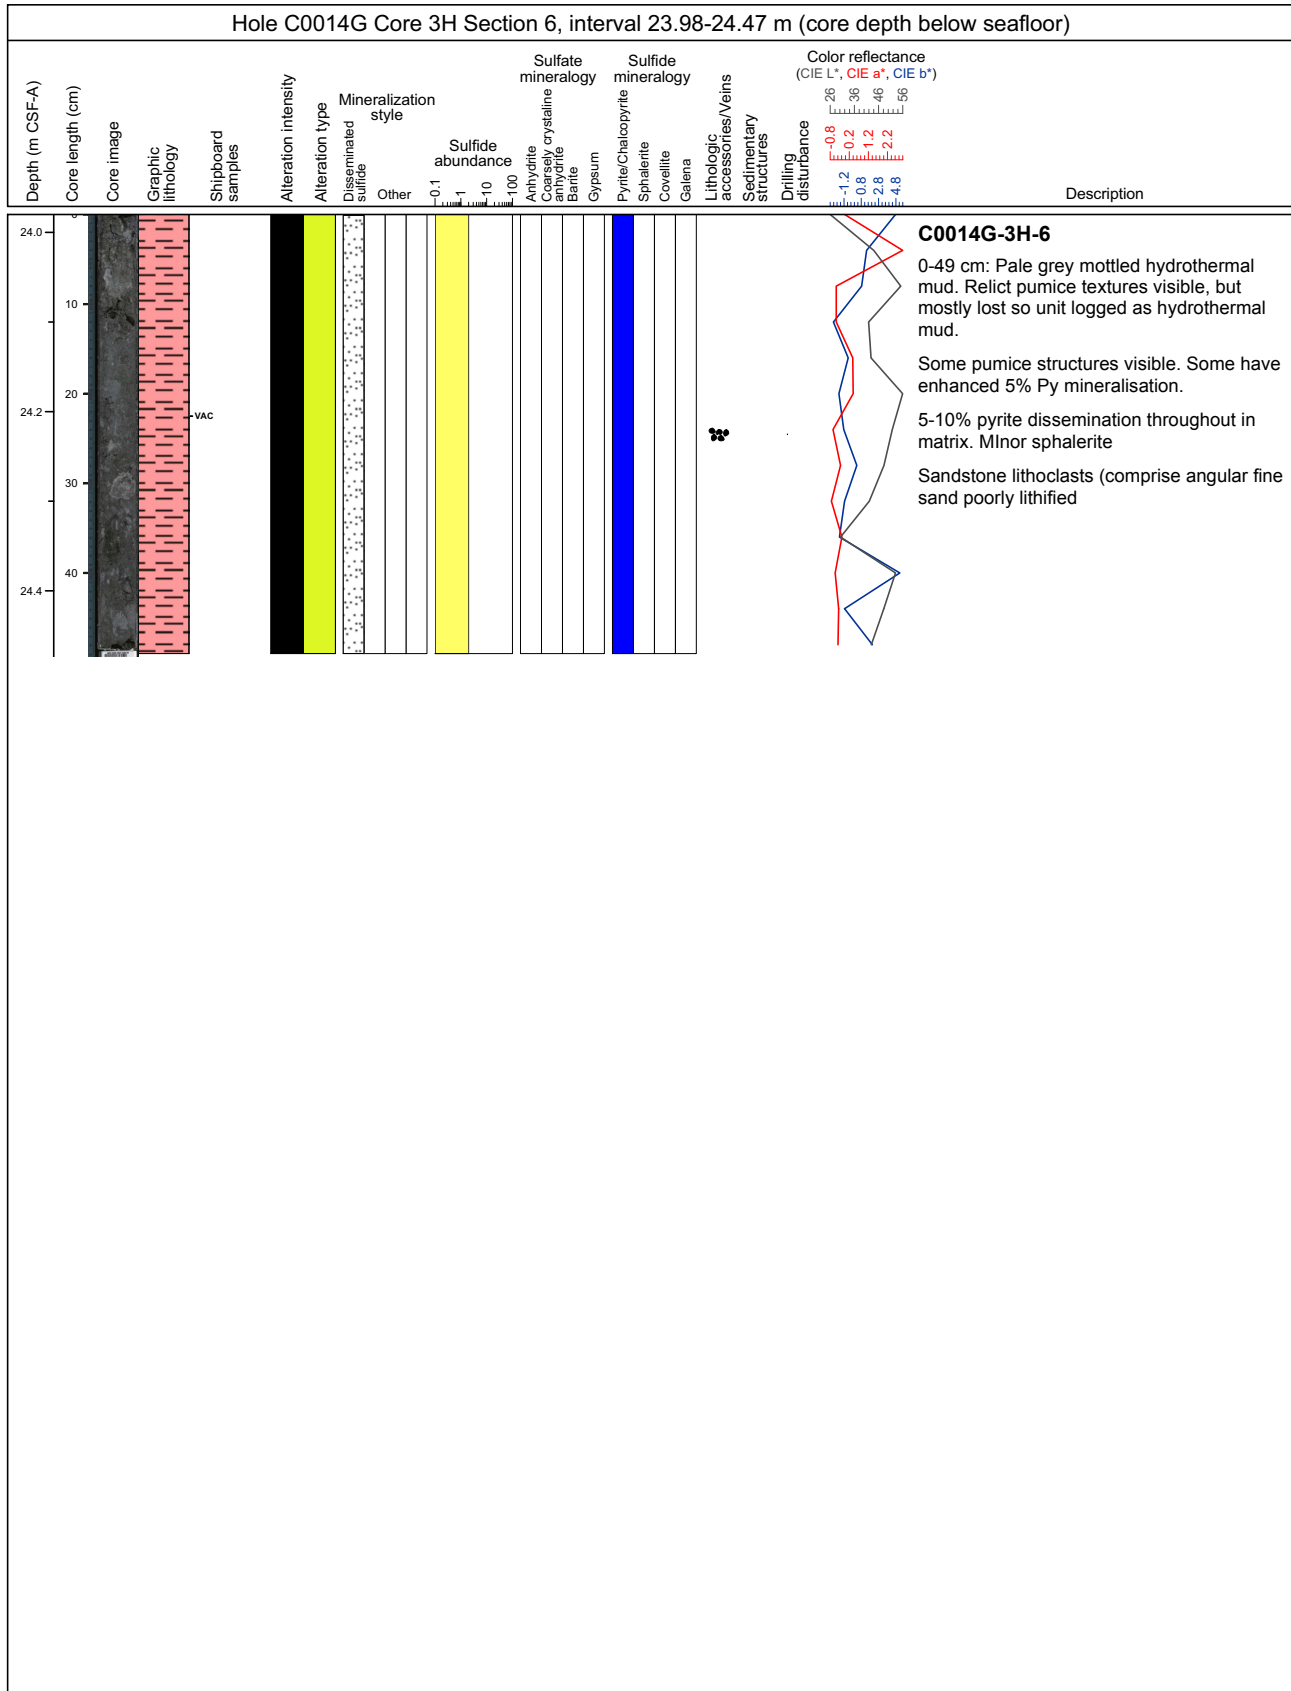 Hole C0014G Core 3H Section 6, interval 23.98-24.47 m (core depth below seafloor)
Depth (m CSF-A)
Core length (cm)
Core image
Graphic
lithology
Shipboard
samples
Alteration intensity
Alteration type
Mineralization
style
Disseminated
sulfide
Other
Sulfide
abundance
0.1
1
10
100
Sulfate
mineralogy
Anhydrite
Coarsely crystaline
anhydrite
Barite
Gypsum
Sulfide
mineralogy
Pyrite/Chalcopyrite
Sphalerite
Covellite
Galena
Lithologic
accessories/Veins
Sedimentary
structures
Drilling
disturbance
Color reflectance
(CIE L*, CIE a*, CIE b*)
26
36
46
56
-0.8
0.2
1.2
2.2
-1.2
0.8
2.8
4.8
Description
24.0
24.2
24.4
10
20
30
40
VAC
C0014G-3H-6
0-49 cm: Pale grey mottled hydrothermal
mud. Relict pumice textures visible, but
mostly lost so unit logged as hydrothermal
mud.
Some pumice structures visible. Some have
enhanced 5% Py mineralisation.
5-10% pyrite dissemination throughout in
matrix. MInor sphalerite
Sandstone lithoclasts (comprise angular fine
sand poorly lithified